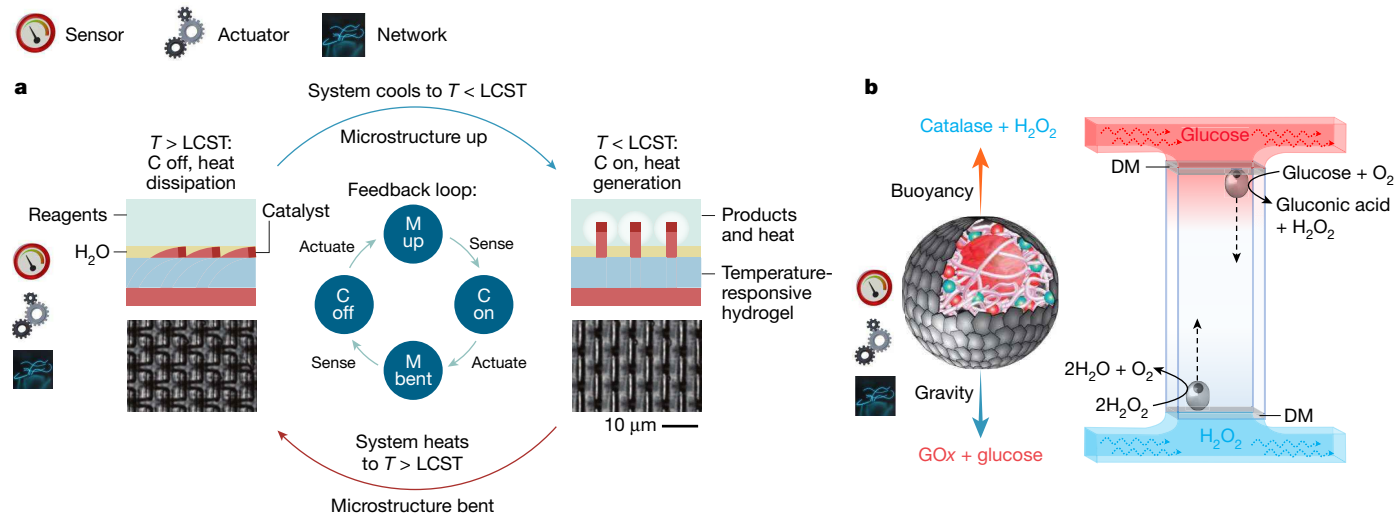 Sensor
Actuator
Network
a
System cools to T < LCST
Microstructure up
T > LCST:
C off, heat
dissipation
T < LCST:
C on, heat
generation
Feedback loop:
Reagents
Catalyst
H₂O
Products
and heat
Temperature-
responsive
hydrogel
M
up
Actuate
Sense
C
off
C
on
Sense
Actuate
M
bent
10 μm
System heats
to T > LCST
Microstructure bent
b
Catalase + H₂O₂
Buoyancy
Gravity
GOx + glucose
Glucose
DM
Glucose + O₂
Gluconic acid
+ H₂O₂
2H₂O + O₂
2H₂O₂
DM
H₂O₂